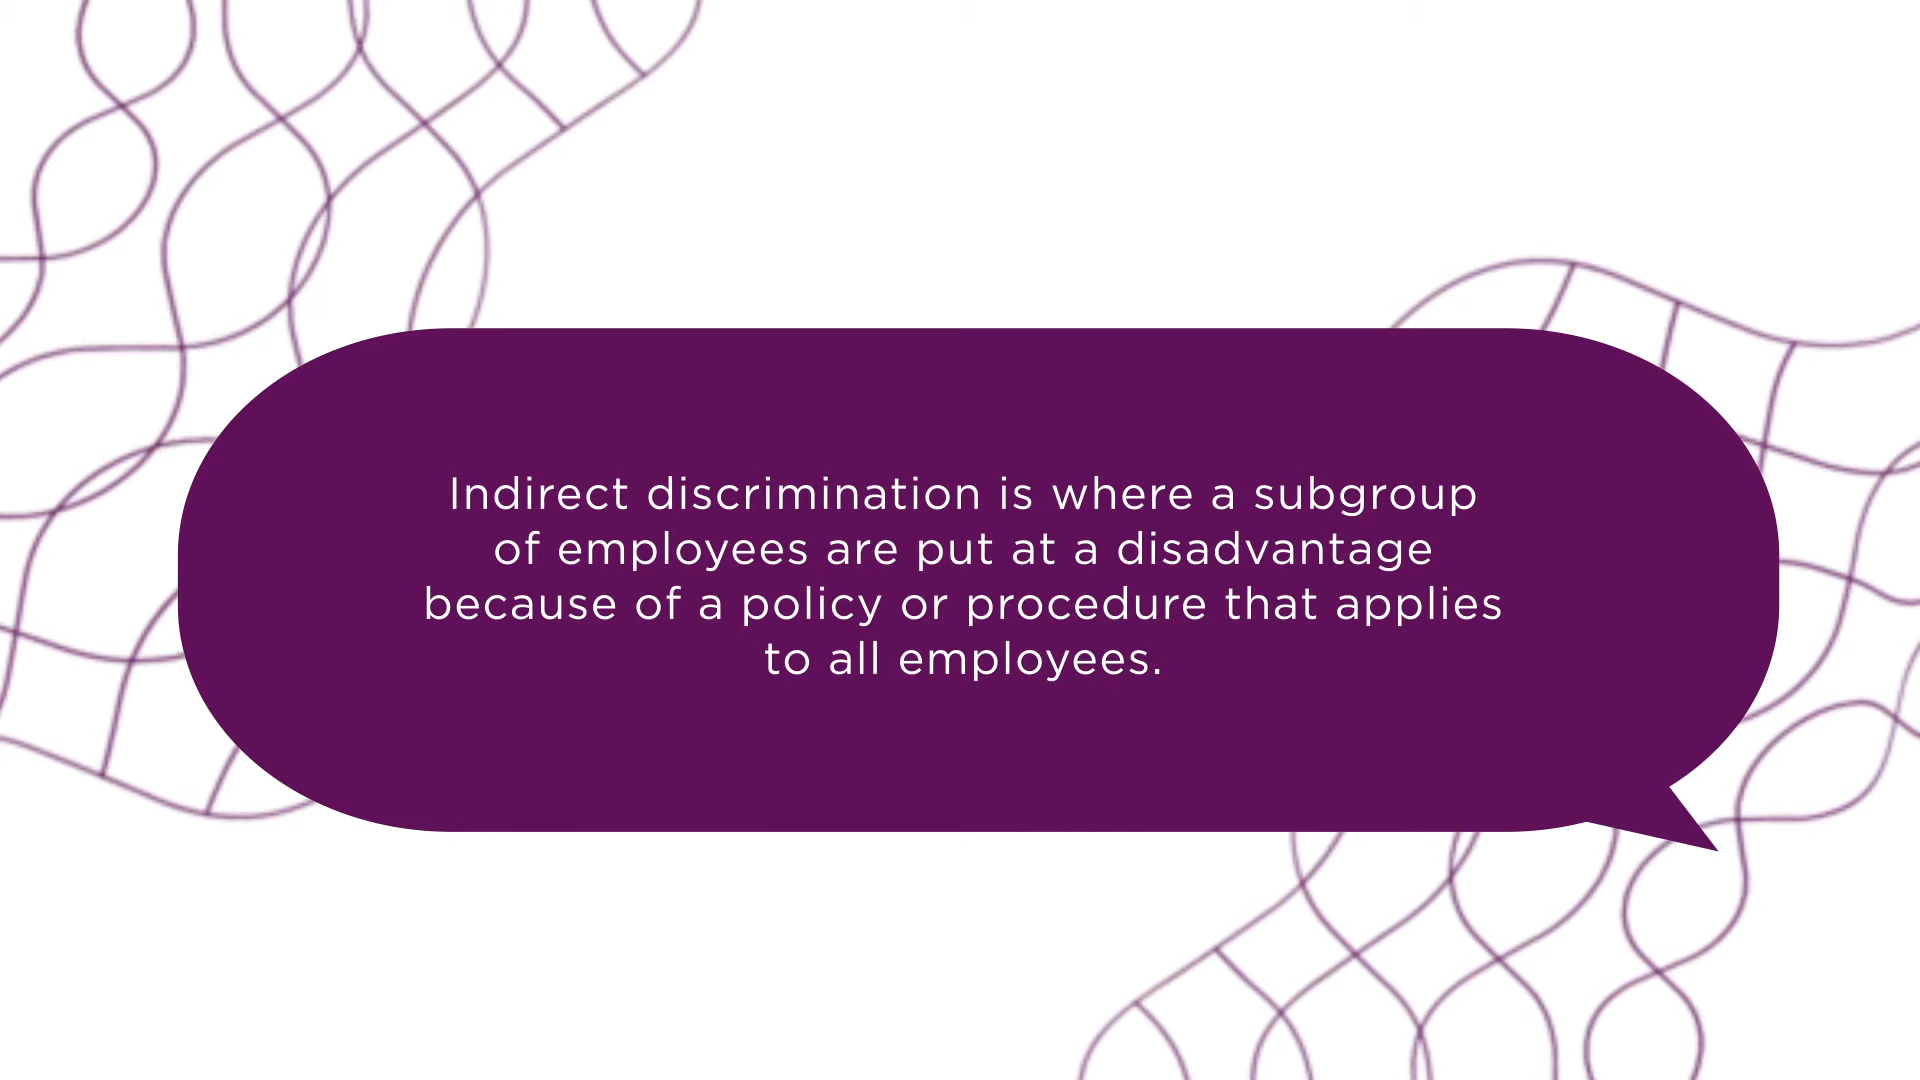 Indirect discrimination is where a subgroup
of employees are put at a disadvantage
because of a policy or procedure that applies
to all employees.